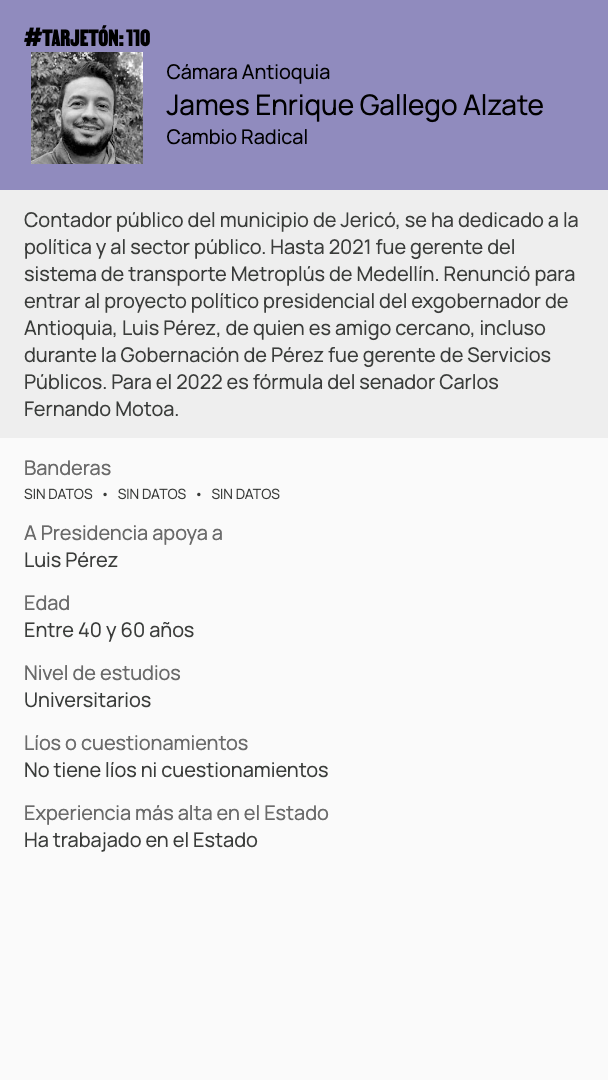 #TARJETÓN: 110
Cámara Antioquia
James Enrique Gallego Alzate
Cambio Radical
Contador público del municipio de Jericó, se ha dedicado a la
política y al sector público. Hasta 2021 fue gerente del
sistema de transporte Metroplús de Medellín. Renunció para
entrar al proyecto político presidencial del exgobernador de
Antioquia, Luis Pérez, de quien es amigo cercano, incluso
durante la Gobernación de Pérez fue gerente de Servicios
Públicos. Para el 2022 es fórmula del senador Carlos
Fernando Motoa.
Banderas
SIN DATOS • SIN DATOS • SIN DATOS
A Presidencia apoya a
Luis Pérez
Edad
Entre 40 y 60 años
Nivel de estudios
Universitarios
Líos o cuestionamientos
No tiene líos ni cuestionamientos
Experiencia más alta en el Estado
Ha trabajado en el Estado